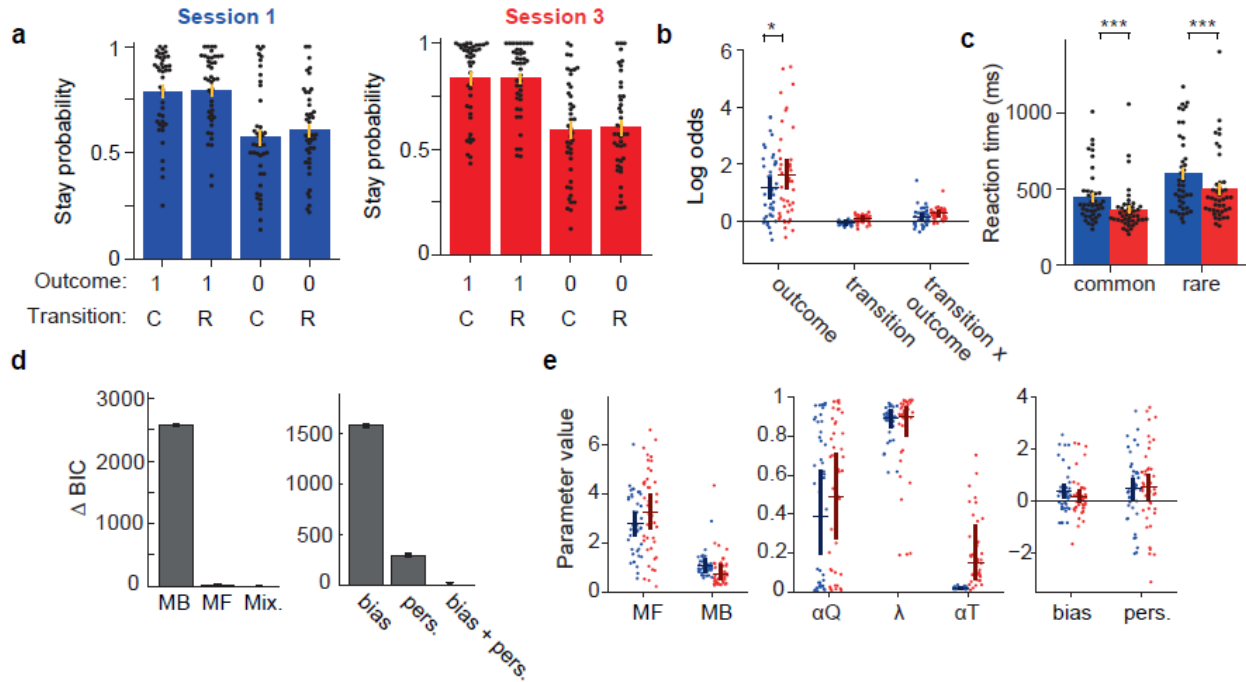 Session 1
Session 3
a
Stay probability
1
0.5
0
Stay probability
1
0.5
0
Outcome: 1 1 0 0 1 1 0 0
Transition: C R C R C R C R
b
*
Log odds
6
4
2
0
outcome
transition
transition x
outcome
c
*** ***
Reaction time (ms)
1000
500
0
common rare
d
Δ BIC
3000
2000
1000
0
MB MF Mix.
1500
1000
500
0
bias
pers.
bias + pers.
e
Parameter value
6
4
2
0
MF MB
1
0.8
0.6
0.4
0.2
0
αQ λ αT
4
2
0
−2
bias pers.